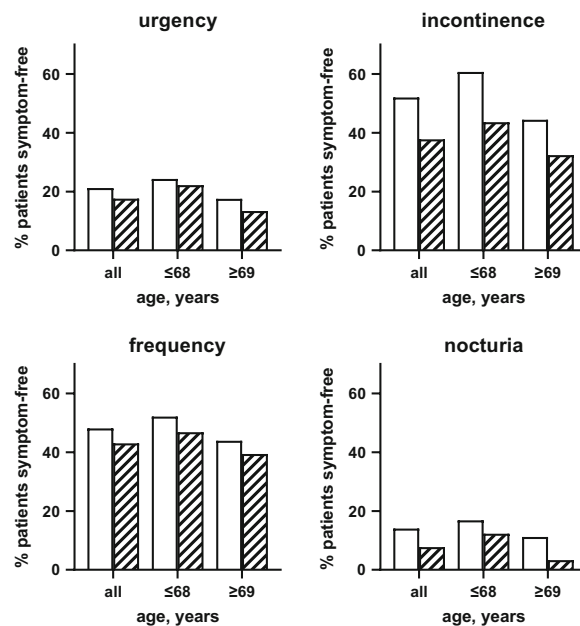 urgency
% patients symptom-free
60
40
20
0
all ≤68 ≥69
age, years
incontinence
% patients symptom-free
60
40
20
0
all ≤68 ≥69
age, years
frequency
% patients symptom-free
60
40
20
0
all ≤68 ≥69
age, years
nocturia
% patients symptom-free
60
40
20
0
all ≤68 ≥69
age, years